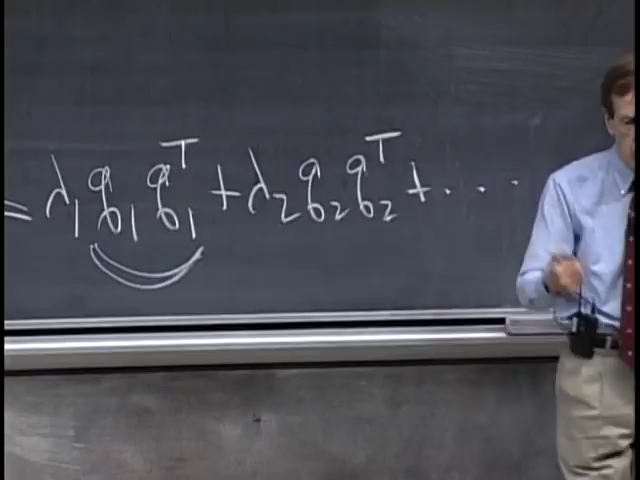 = λ₁q₁q₁ᵀ + λ₂q₂q₂ᵀ + ...